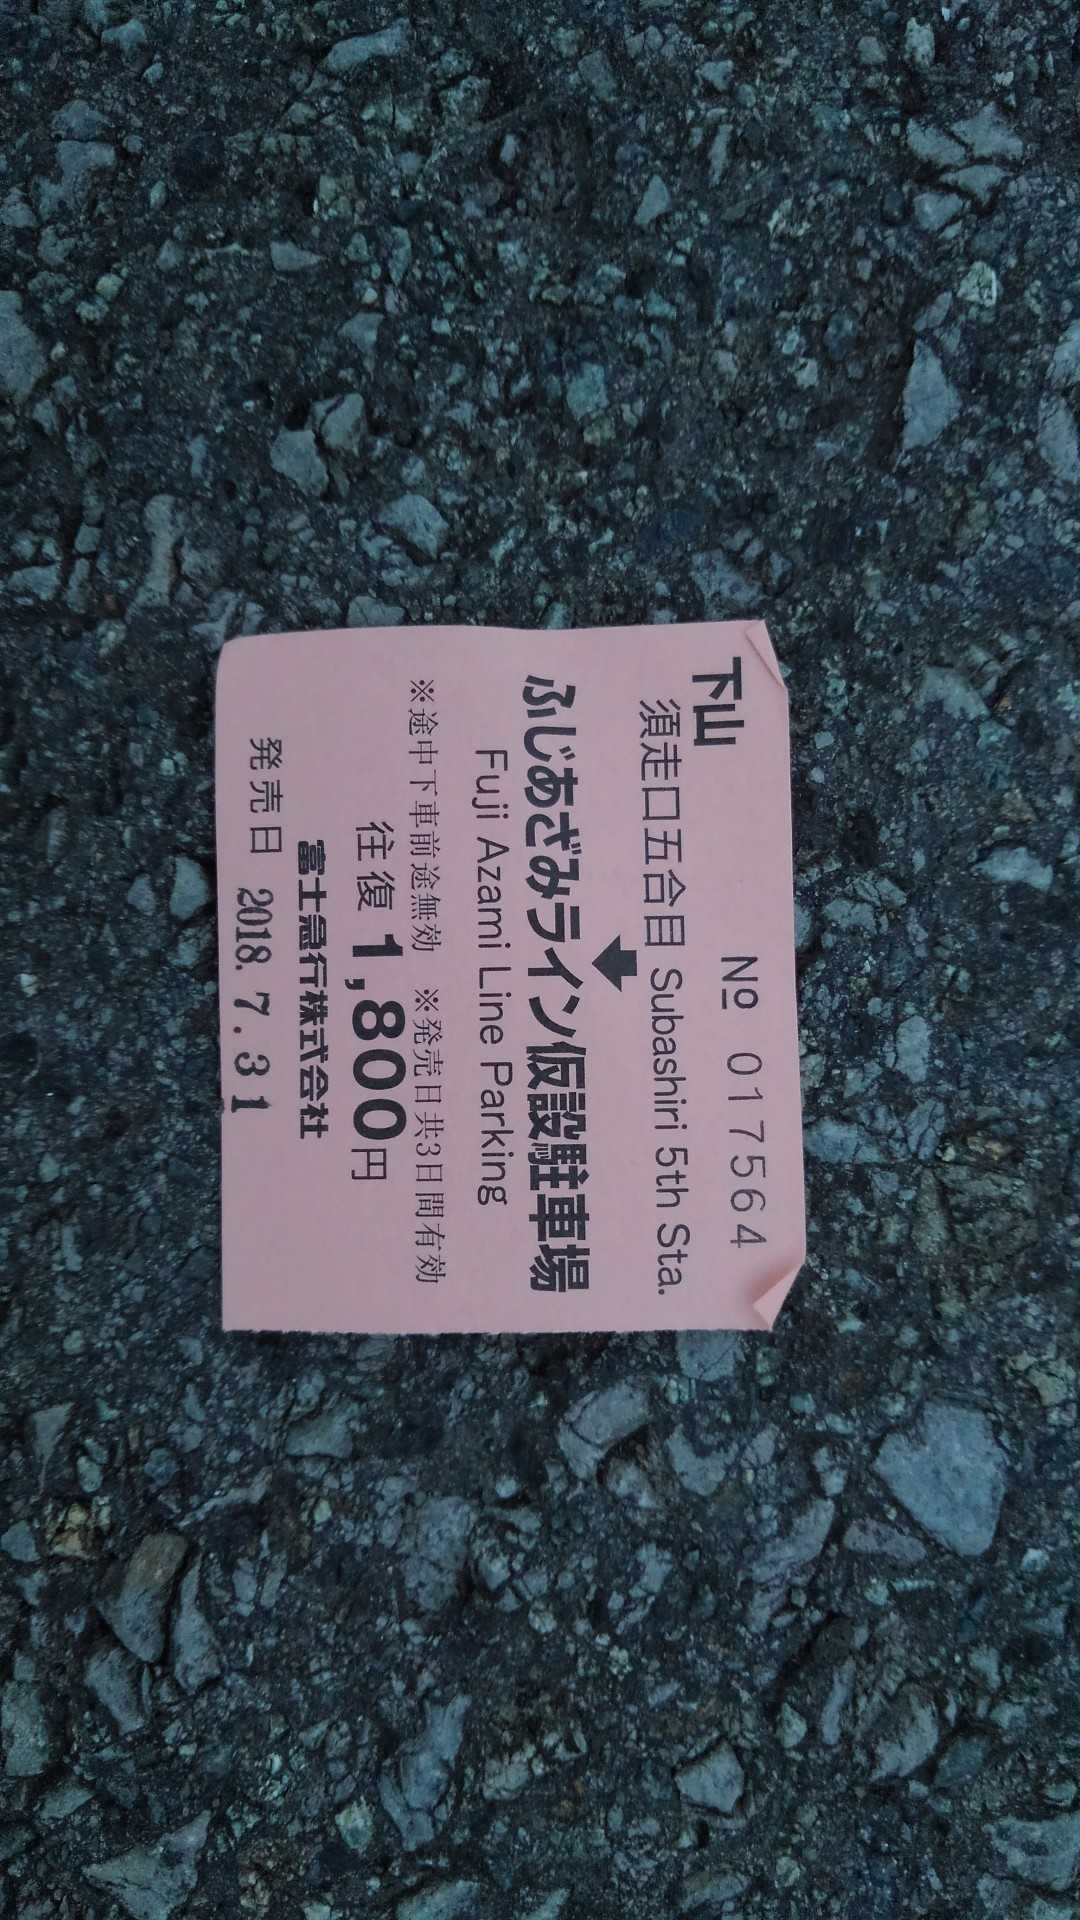 下山
№ 017564
須走口五合目 Subashiri 5th Sta.
ふじあざみライン仮設駐車場
Fuji Azami Line Parking
※途中下車前途無効 ※発売日共3日間有効
往復 1,800円
富士急行株式会社
発売日 2018.7.31